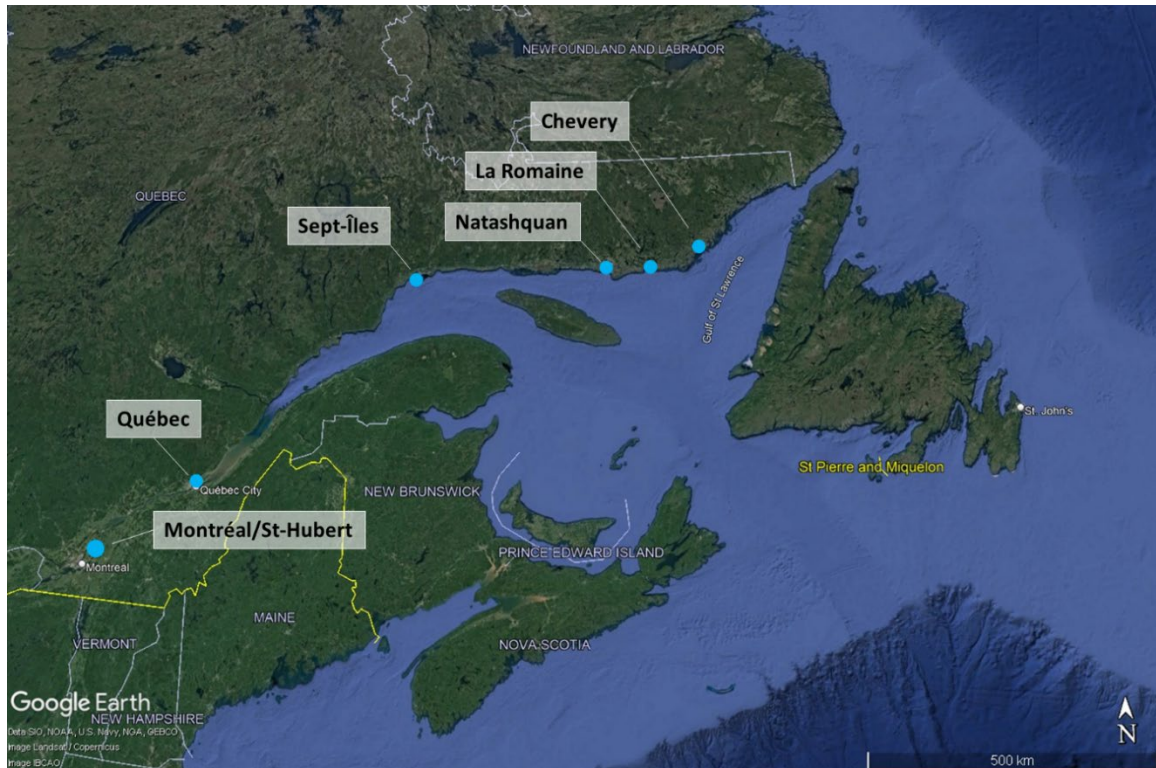 NEWFOUNDLAND AND LABRADOR
Chevery
La Romaine
QUEBEC
Sept-Îles
Natashquan
Gulf of St Lawrence
Québec
St. John's
St Pierre and Miquelon
Québec City
NEW BRUNSWICK
Montréal/St-Hubert
PRINCE EDWARD ISLAND
Montreal
MAINE
VERMONT
NOVA SCOTIA
Google Earth
NEW HAMPSHIRE
Data SIO, NOAA, U.S. Navy, NGA, GEBCO
Image Landsat / Copernicus
Image IBCAO
N
500 km